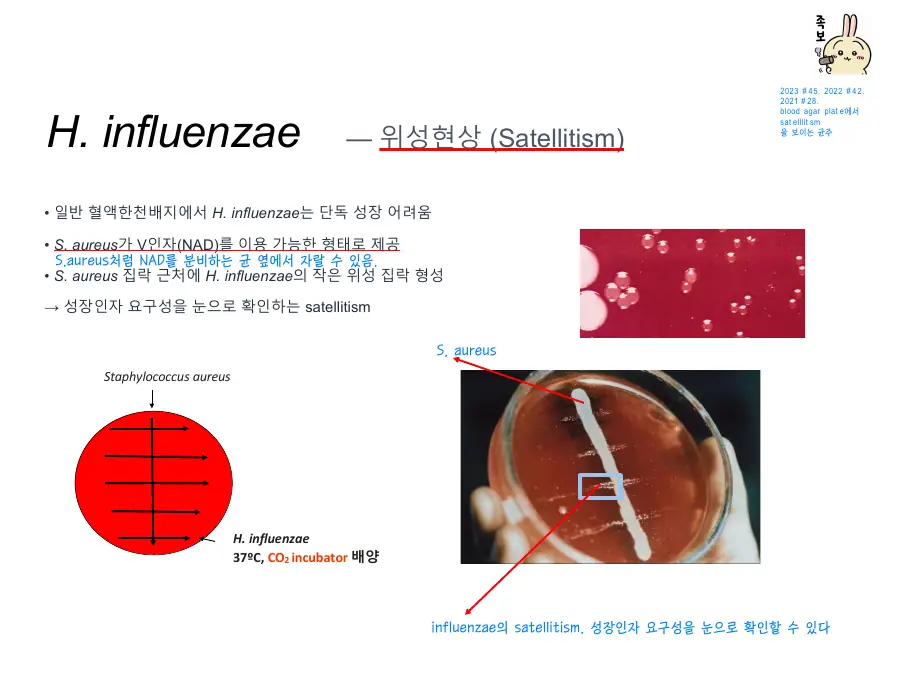 족보
2023 #45. 2022 #42.
2021 #28.
blood agar plate에서
satelllitism
을 보이는 균주
H. influenzae — 위성현상 (Satellitism)
• 일반 혈액한천배지에서 H. influenzae는 단독 성장 어려움
• S. aureus가 V인자(NAD)를 이용 가능한 형태로 제공
S.aureus처럼 NAD를 분비하는 균 옆에서 자랄 수 있음.
• S. aureus 집락 근처에 H. influenzae의 작은 위성 집락 형성
→ 성장인자 요구성을 눈으로 확인하는 satellitism
S. aureus
Staphylococcus aureus
H. influenzae
37ºC, CO2 incubator 배양
influenzae의 satellitism. 성장인자 요구성을 눈으로 확인할 수 있다